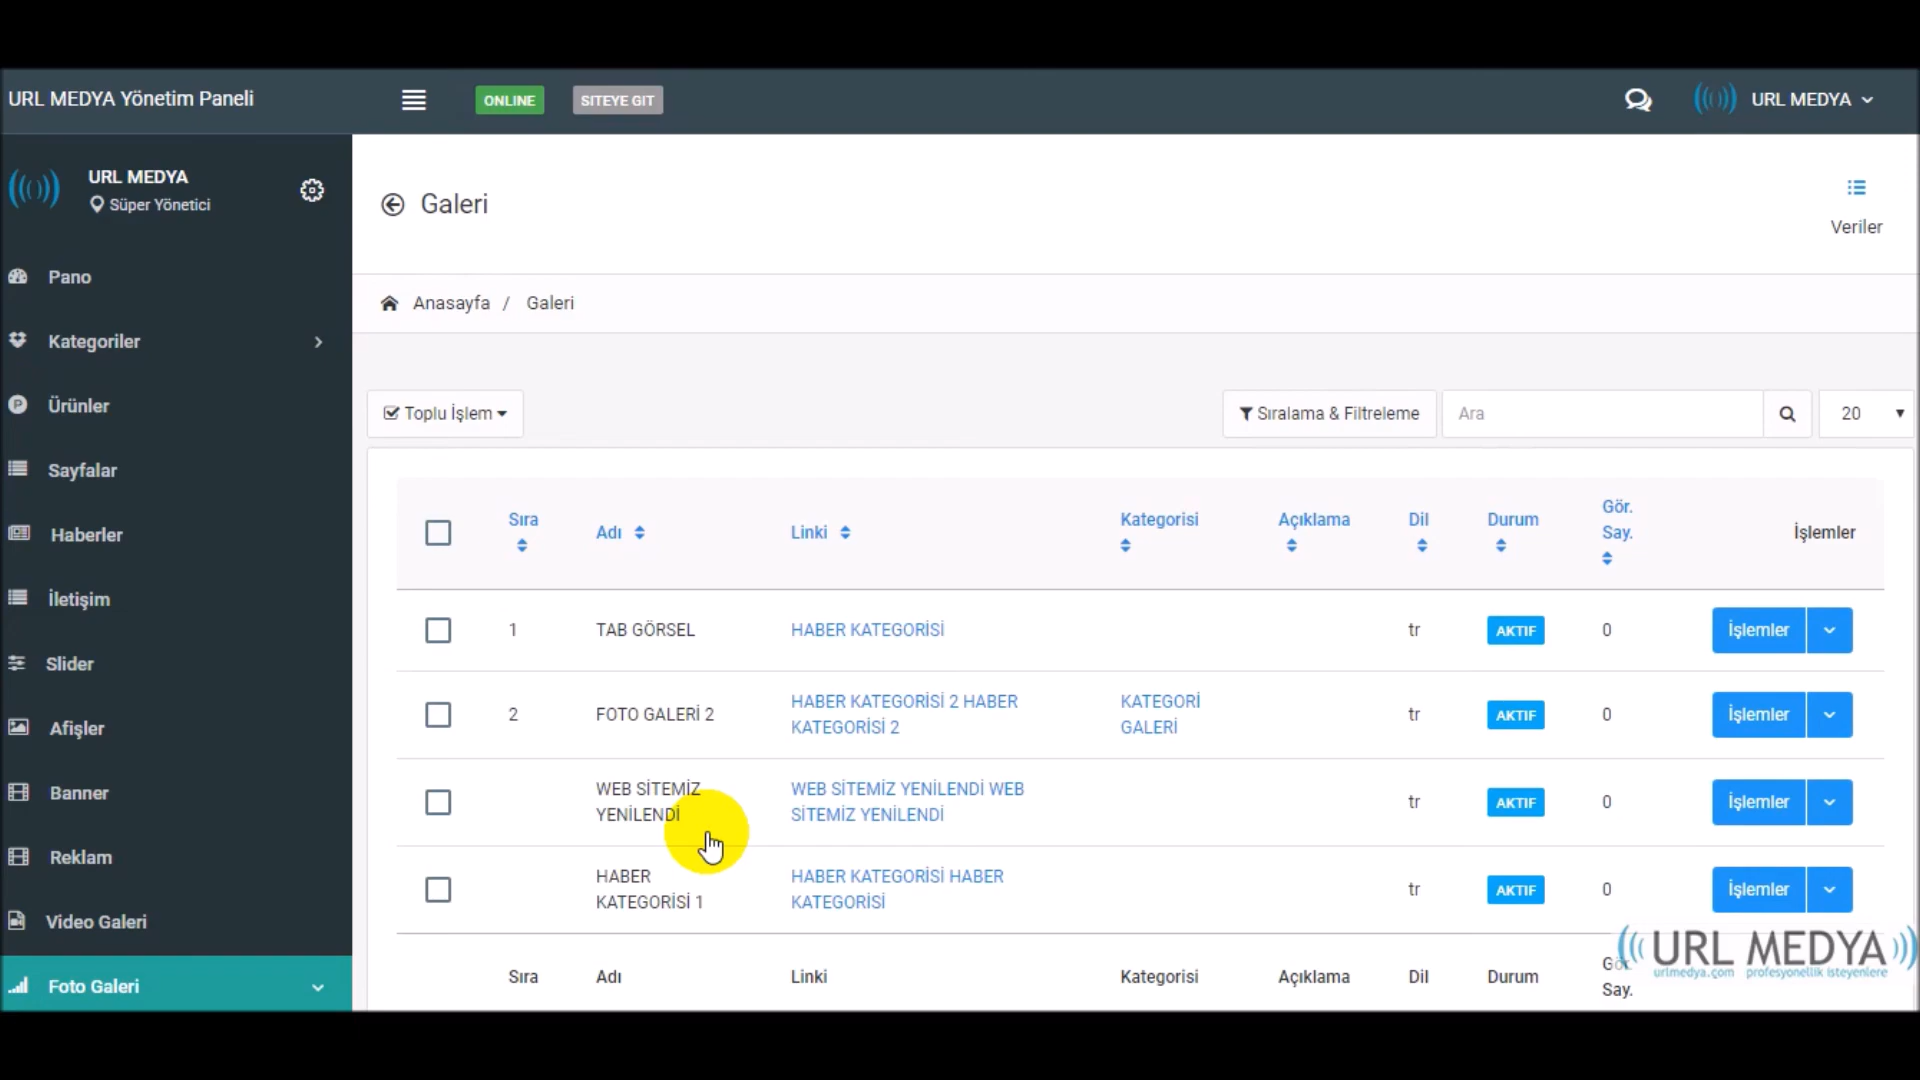 URL MEDYA Yönetim Paneli
ONLINE
SITEYE GIT
URL MEDYA
URL MEDYA
Süper Yönetici
Pano
Kategoriler
Ürünler
Sayfalar
Haberler
İletişim
Slider
Afişler
Banner
Reklam
Video Galeri
Foto Galeri
Galeri
Veriler
Anasayfa / Galeri
Toplu İşlem
Sıralama & Filtreleme
Ara
20
Sıra
Adı
Linki
Kategorisi
Açıklama
Dil
Durum
Gör.
Say.
İşlemler
1
TAB GÖRSEL
HABER KATEGORİSİ
tr
AKTIF
0
İşlemler
2
FOTO GALERİ 2
HABER KATEGORİSİ 2 HABER
KATEGORİSİ 2
KATEGORİ
GALERİ
tr
AKTIF
0
İşlemler
WEB SİTEMİZ
YENİLENDİ
WEB SİTEMİZ YENİLENDİ WEB
SİTEMİZ YENİLENDİ
tr
AKTIF
0
İşlemler
HABER
KATEGORİSİ 1
HABER KATEGORİSİ HABER
KATEGORİSİ
tr
AKTIF
0
İşlemler
Sıra
Adı
Linki
Kategorisi
Açıklama
Dil
Durum
Gör.
Say.
URL MEDYA
urlmedya.com profesyonellik isteyenlere